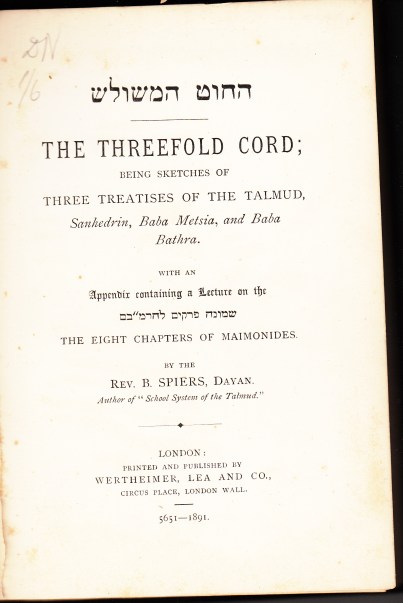 החוט המשולש
THE THREEFOLD CORD;
BEING SKETCHES OF
THREE TREATISES OF THE TALMUD,
Sanhedrin, Baba Metsia, and Baba
Bathra.
WITH AN
Appendix containing a Lecture on the
שמונה פרקים להרמ״בם
THE EIGHT CHAPTERS OF MAIMONIDES.
BY THE
REV. B. SPIERS, DAYAN.
Author of "School System of the Talmud."
LONDON:
PRINTED AND PUBLISHED BY
WERTHEIMER, LEA AND CO.,
CIRCUS PLACE, LONDON WALL.
5651—1891.